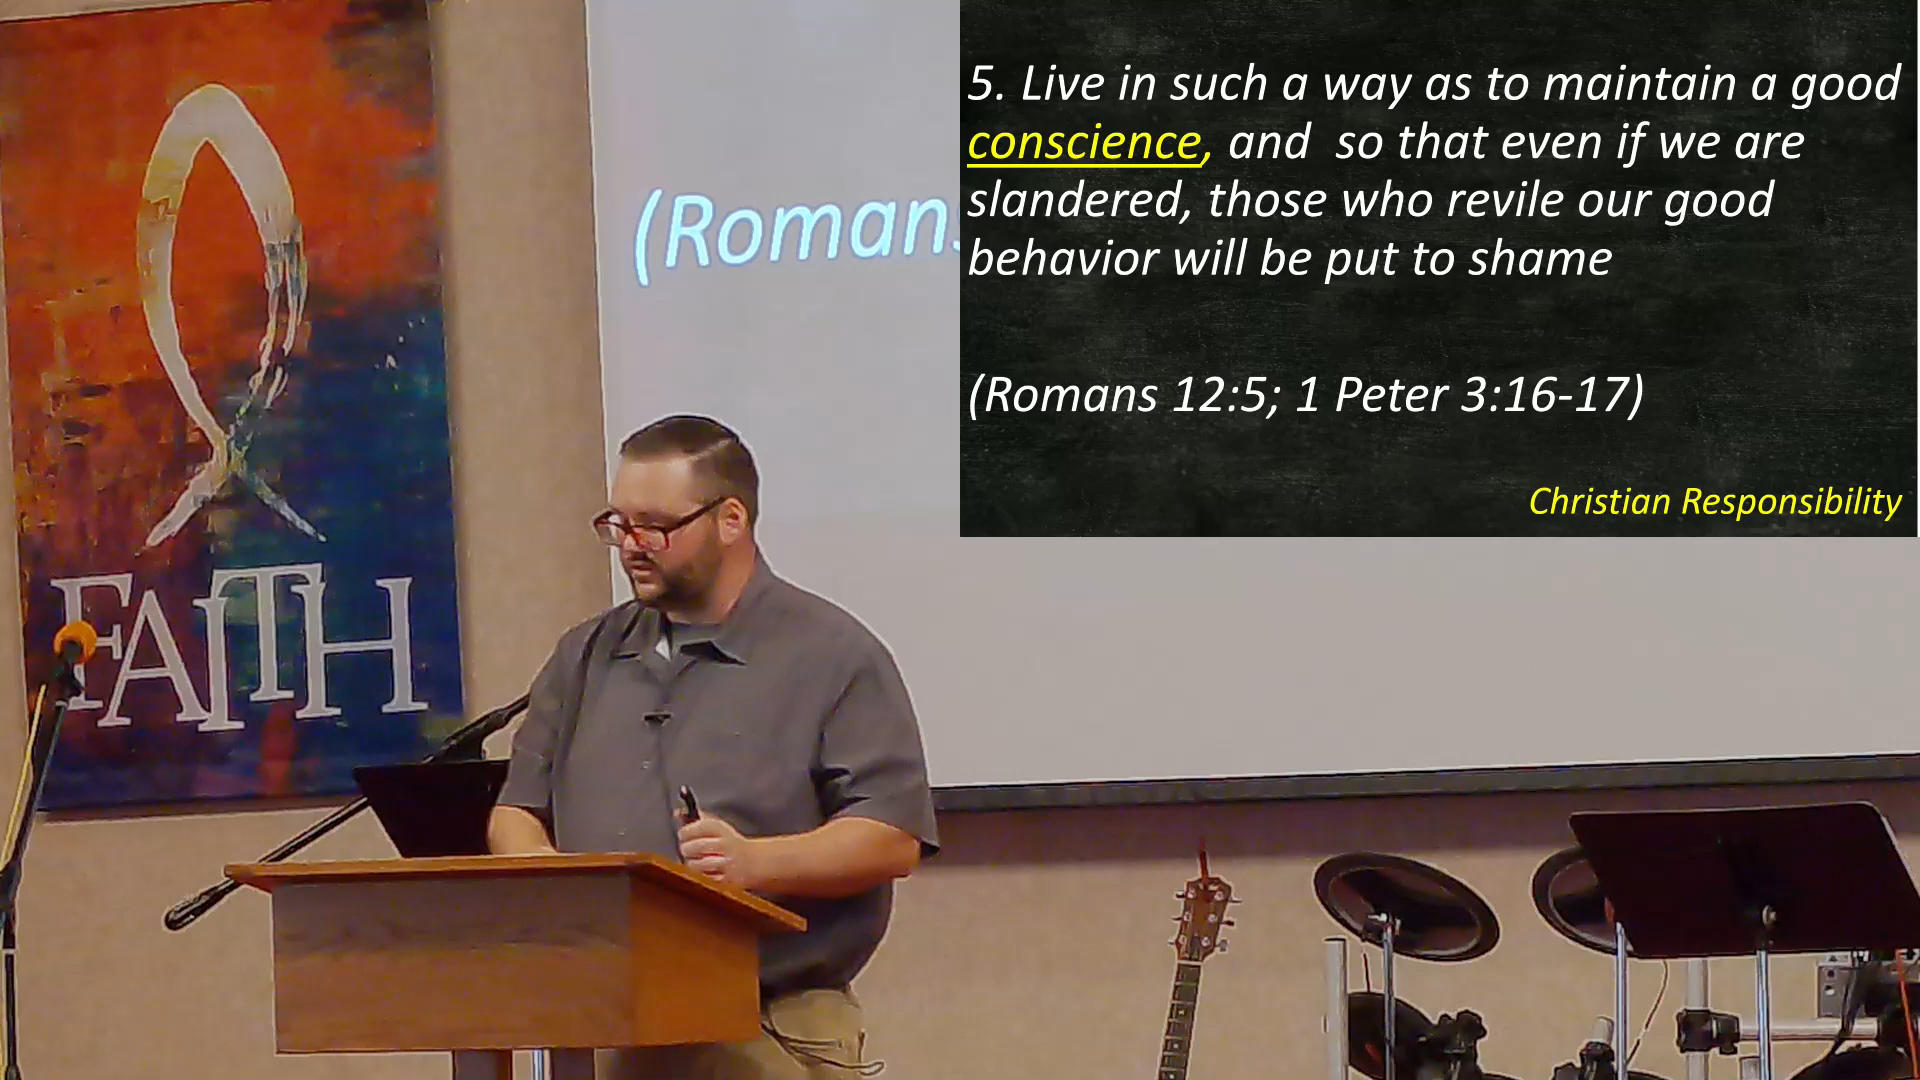 5. Live in such a way as to maintain a good
conscience, and so that even if we are
slandered, those who revile our good
behavior will be put to shame
(Romans 12:5; 1 Peter 3:16-17)
Christian Responsibility
(Romans
FAITH